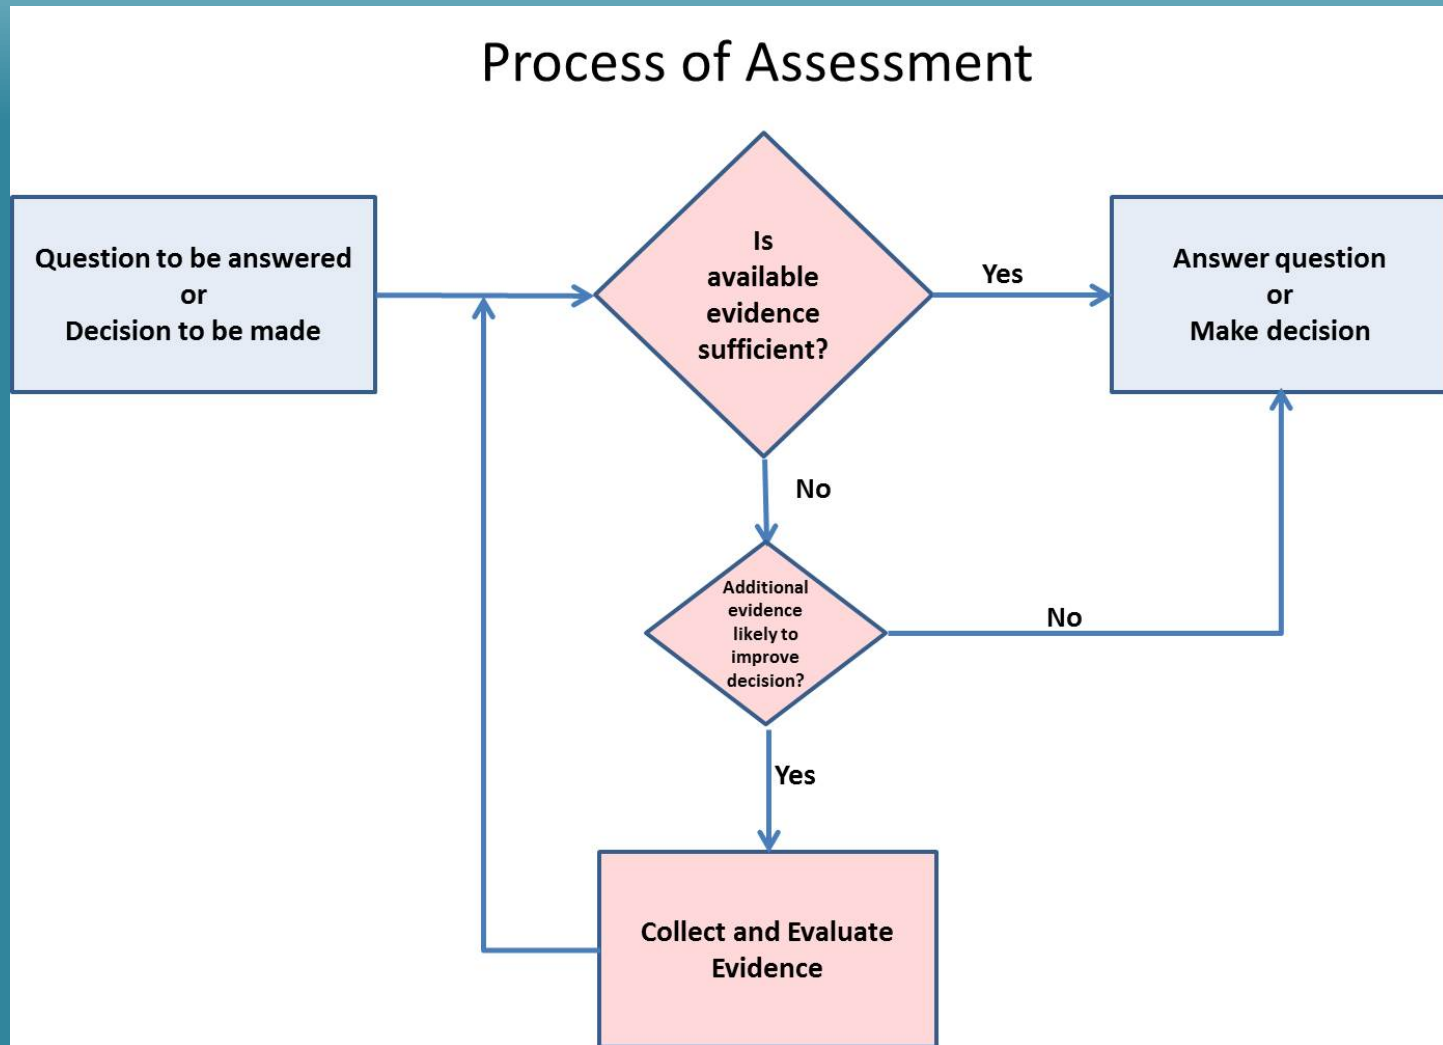 Process of Assessment
Question to be answered
or
Decision to be made
Is
available
evidence
sufficient?
Yes
Answer question
or
Make decision
No
Additional
evidence
likely to
improve
decision?
No
Yes
Collect and Evaluate
Evidence